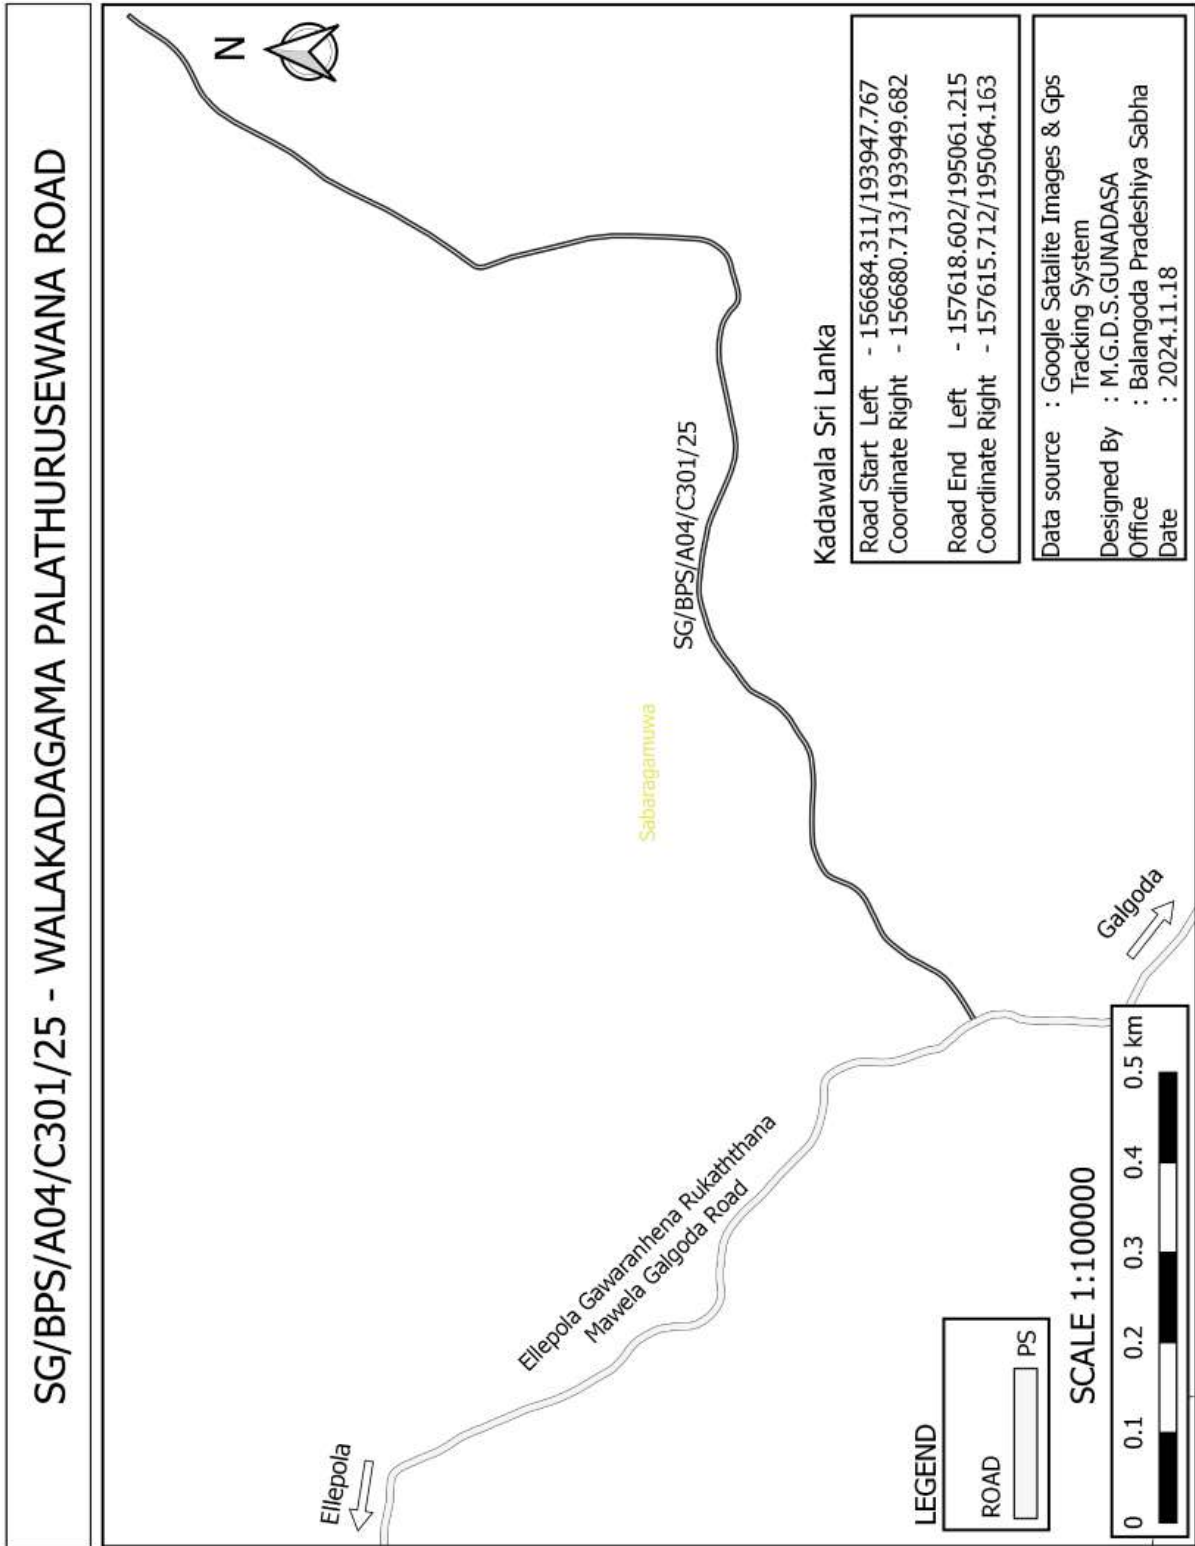 SG/BPS/A04/C301/25 - WALAKADAGAMA PALATHURUSEWANA ROAD
N
Ellepola
Ellepola Gawaranhena Rukaththana
Mawela Galgoda Road
Sabaragamuwa
SG/BPS/A04/C301/25
Galgoda
Kadawala Sri Lanka
Road Start Left - 156684.311/193947.767
Coordinate Right - 156680.713/193949.682
Road End Left - 157618.602/195061.215
Coordinate Right - 157615.712/195064.163
Data source : Google Satalite Images & Gps
Tracking System
Designed By : M.G.D.S.GUNADASA
Office : Balangoda Pradeshiya Sabha
Date : 2024.11.18
LEGEND
ROAD
PS
SCALE 1:100000
0 0.1 0.2 0.3 0.4 0.5 km